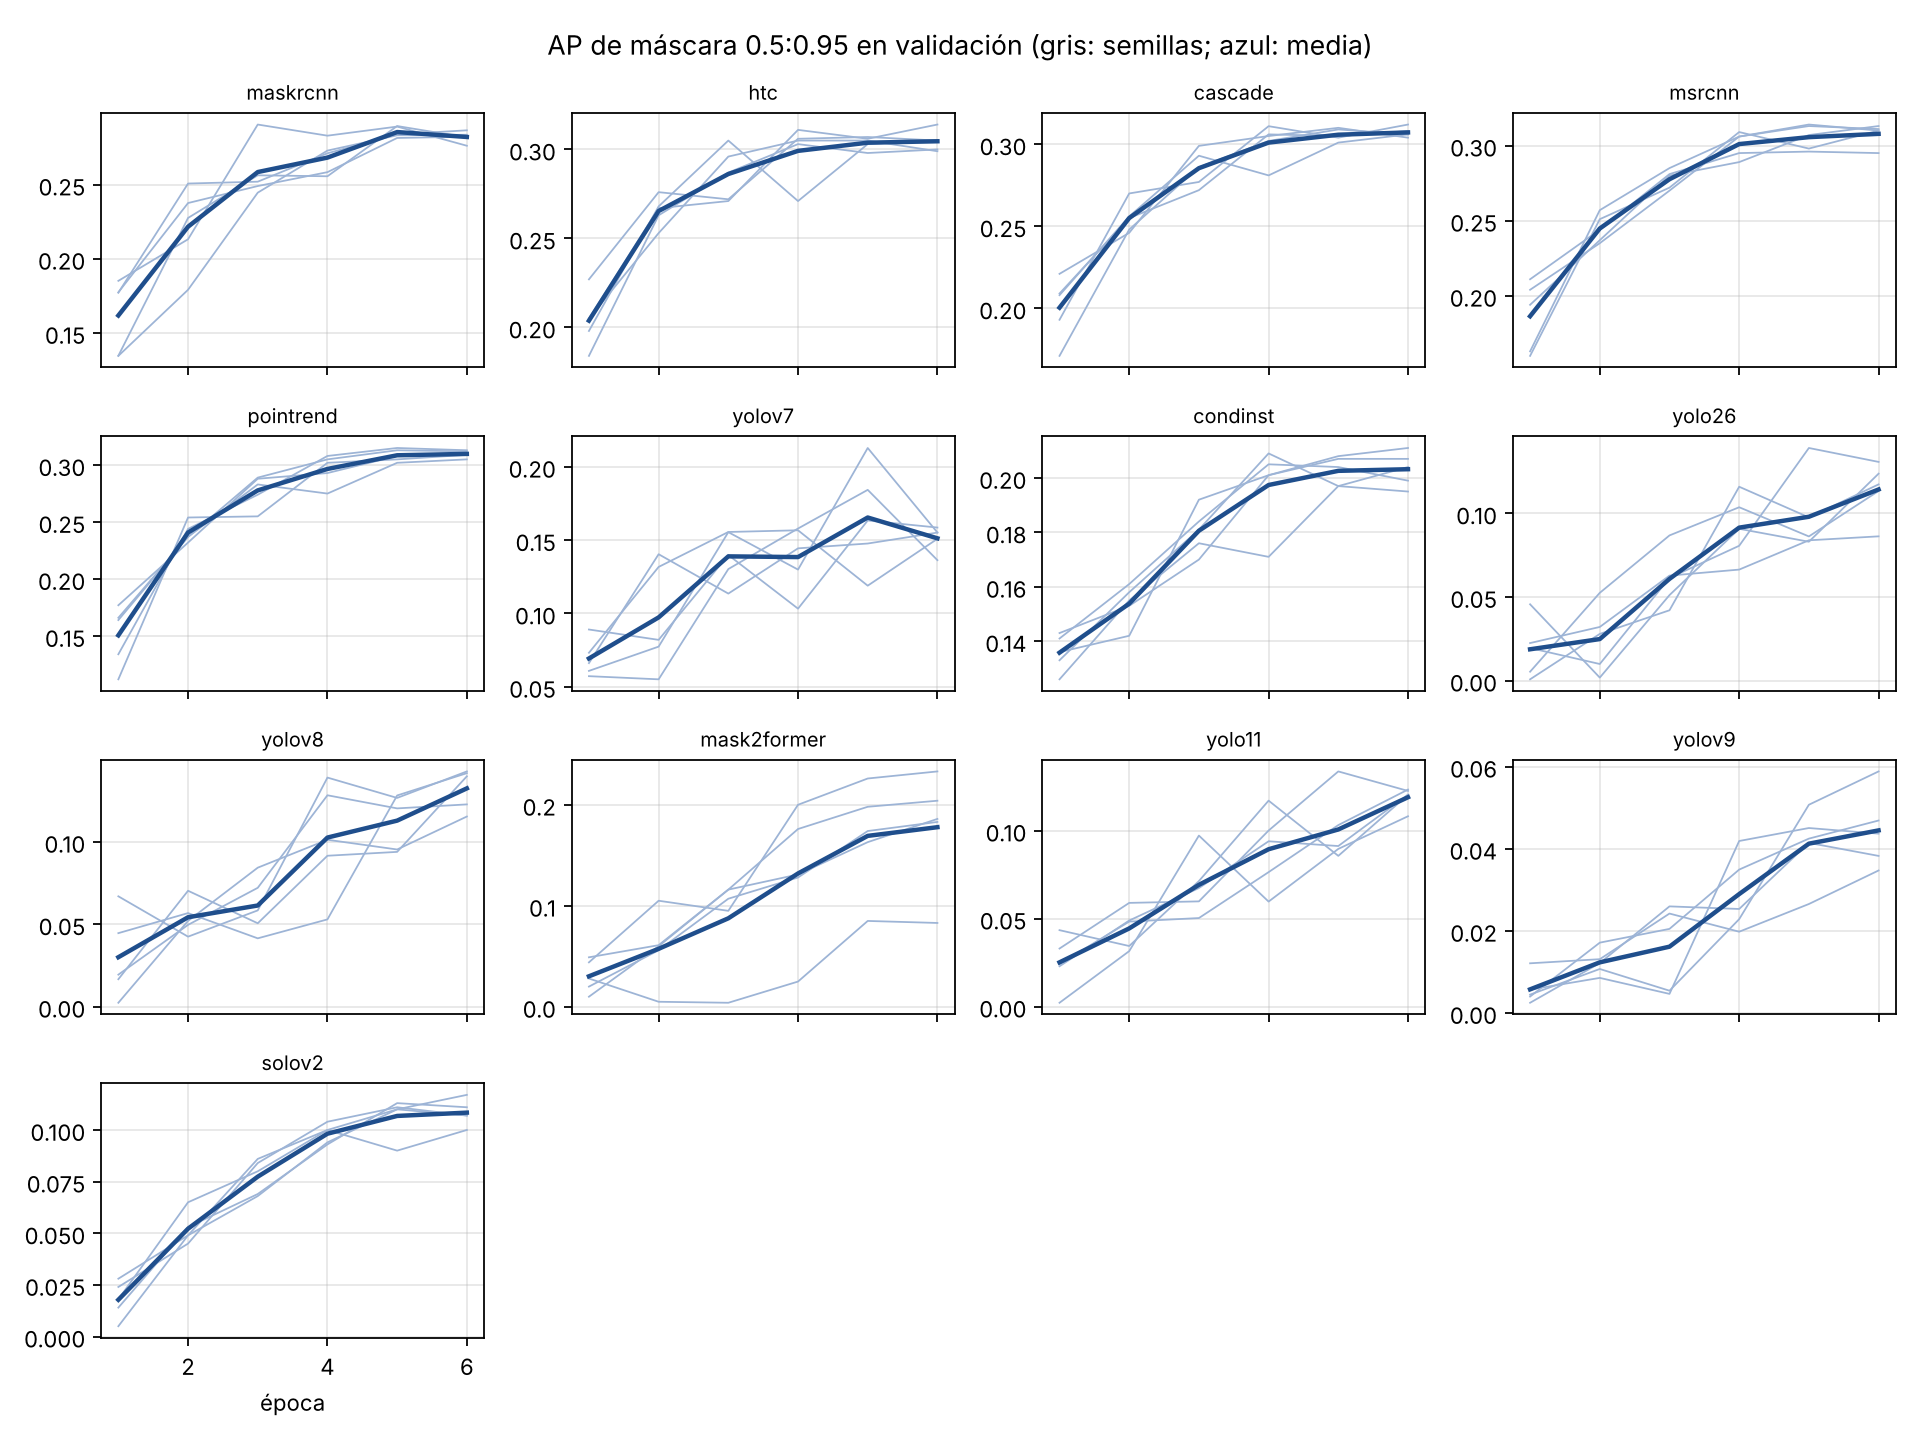 AP de máscara 0.5:0.95 en validación (gris: semillas; azul: media)
maskrcnn
0.25
0.20
0.15
htc
0.30
0.25
0.20
cascade
0.30
0.25
0.20
msrcnn
0.30
0.25
0.20
pointrend
0.30
0.25
0.20
0.15
yolov7
0.20
0.15
0.10
0.05
condinst
0.20
0.18
0.16
0.14
yolo26
0.10
0.05
0.00
yolov8
0.10
0.05
0.00
mask2former
0.2
0.1
0.0
yolo11
0.10
0.05
0.00
yolov9
0.06
0.04
0.02
0.00
solov2
0.100
0.075
0.050
0.025
0.000
2 4 6
época